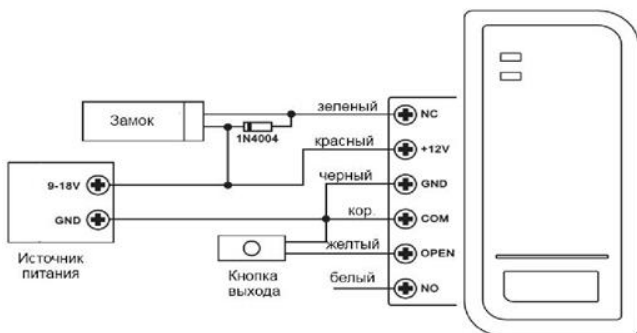 зеленый
NC
Замок
1N4004
красный
+12V
черный
GND
9-18V
кор.
COM
GND
желтый
OPEN
Источник
питания
Кнопка
выхода
белый
NO